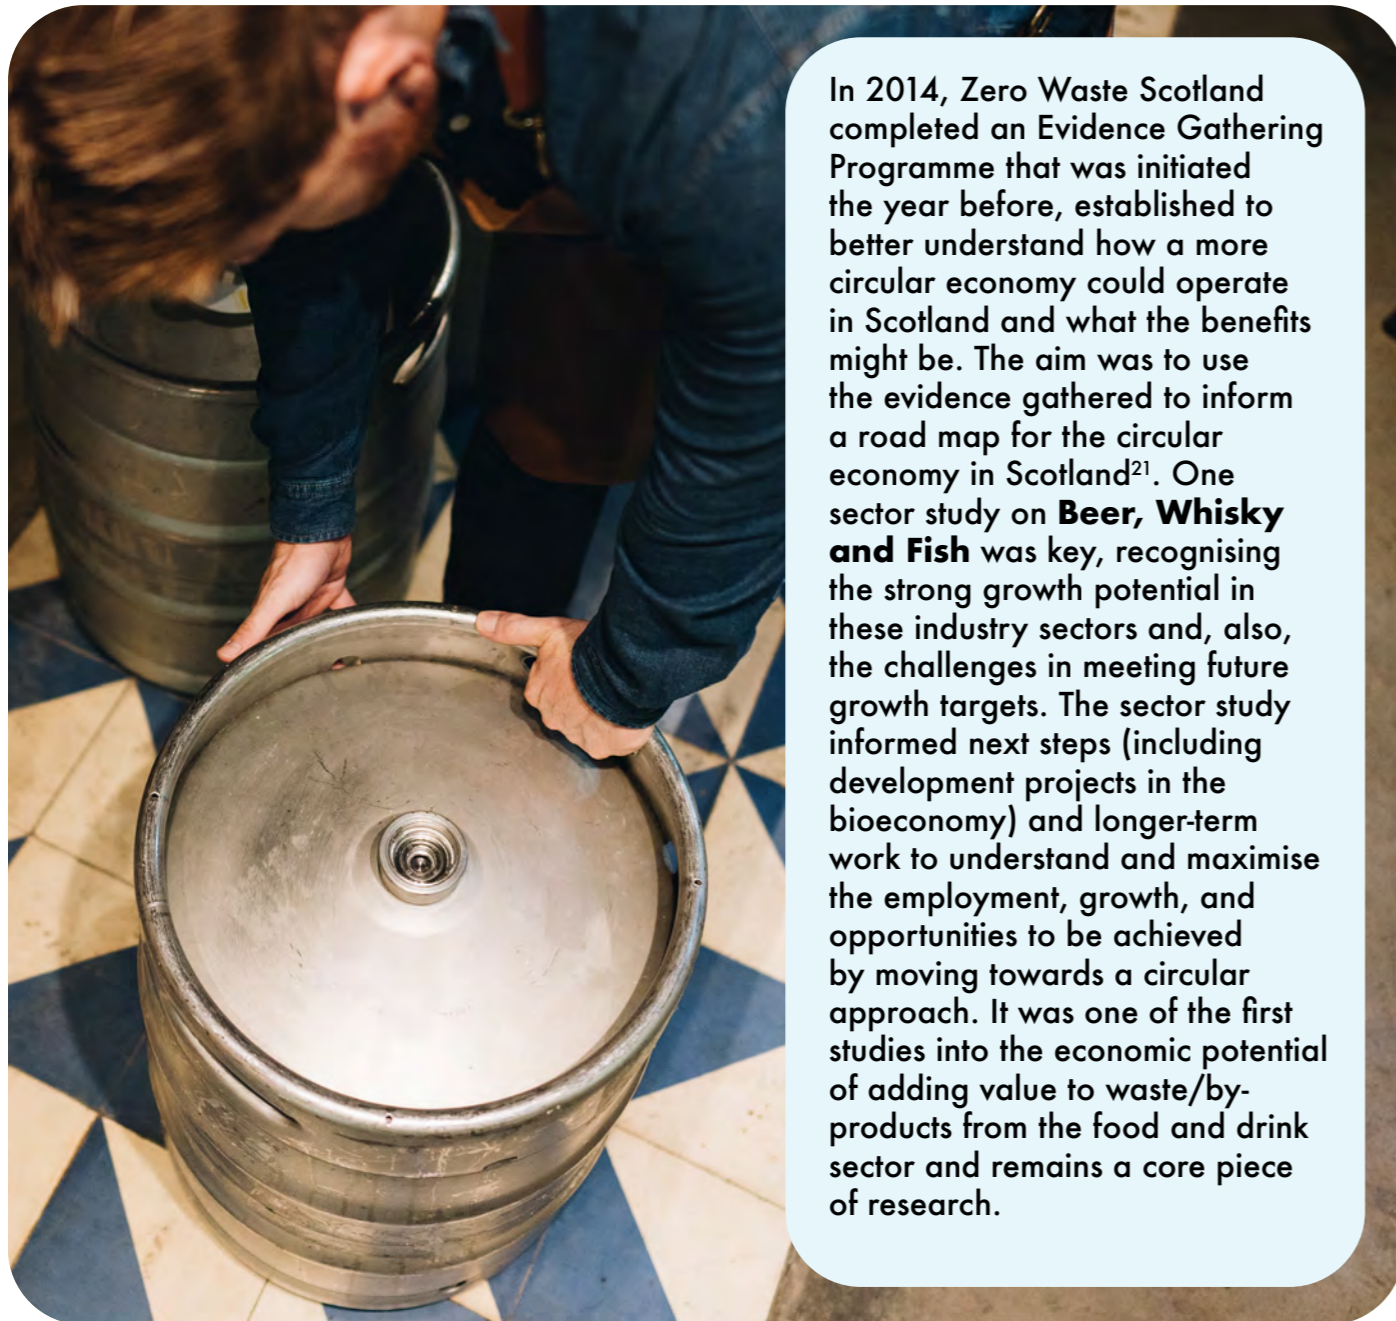 In 2014, Zero Waste Scotland
completed an Evidence Gathering
Programme that was initiated
the year before, established to
better understand how a more
circular economy could operate
in Scotland and what the benefits
might be. The aim was to use
the evidence gathered to inform
a road map for the circular
economy in Scotland²¹. One
sector study on Beer, Whisky
and Fish was key, recognising
the strong growth potential in
these industry sectors and, also,
the challenges in meeting future
growth targets. The sector study
informed next steps (including
development projects in the
bioeconomy) and longer-term
work to understand and maximise
the employment, growth, and
opportunities to be achieved
by moving towards a circular
approach. It was one of the first
studies into the economic potential
of adding value to waste/by-
products from the food and drink
sector and remains a core piece
of research.